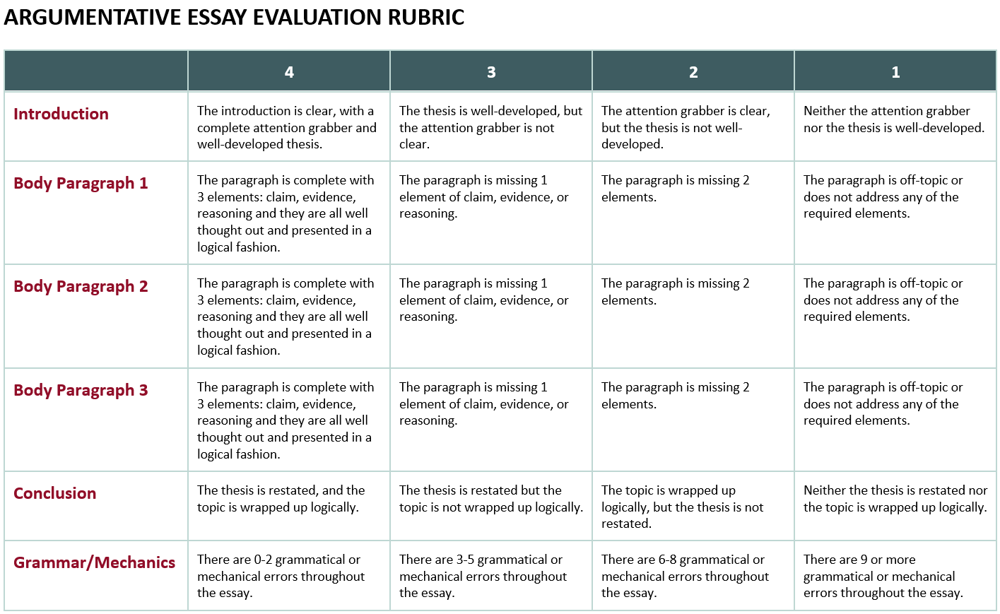 ARGUMENTATIVE ESSAY EVALUATION RUBRIC
4
3
2
1
Introduction
The introduction is clear, with a
complete attention grabber and
well-developed thesis.
The thesis is well-developed, but
the attention grabber is not
clear.
The attention grabber is clear,
but the thesis is not well-
developed.
Neither the attention grabber
nor the thesis is well-developed.
Body Paragraph 1
The paragraph is complete with
3 elements: claim, evidence,
reasoning and they are all well
thought out and presented in a
logical fashion.
The paragraph is missing 1
element of claim, evidence, or
reasoning.
The paragraph is missing 2
elements.
The paragraph is off-topic or
does not address any of the
required elements.
Body Paragraph 2
The paragraph is complete with
3 elements: claim, evidence,
reasoning and they are all well
thought out and presented in a
logical fashion.
The paragraph is missing 1
element of claim, evidence, or
reasoning.
The paragraph is missing 2
elements.
The paragraph is off-topic or
does not address any of the
required elements.
Body Paragraph 3
The paragraph is complete with
3 elements: claim, evidence,
reasoning and they are all well
thought out and presented in a
logical fashion.
The paragraph is missing 1
element of claim, evidence, or
reasoning.
The paragraph is missing 2
elements.
The paragraph is off-topic or
does not address any of the
required elements.
Conclusion
The thesis is restated, and the
topic is wrapped up logically.
The thesis is restated but the
topic is not wrapped up logically.
The topic is wrapped up
logically, but the thesis is not
restated.
Neither the thesis is restated nor
the topic is wrapped up logically.
Grammar/Mechanics
There are 0-2 grammatical or
mechanical errors throughout
the essay.
There are 3-5 grammatical or
mechanical errors throughout
the essay.
There are 6-8 grammatical or
mechanical errors throughout
the essay.
There are 9 or more
grammatical or mechanical
errors throughout the essay.